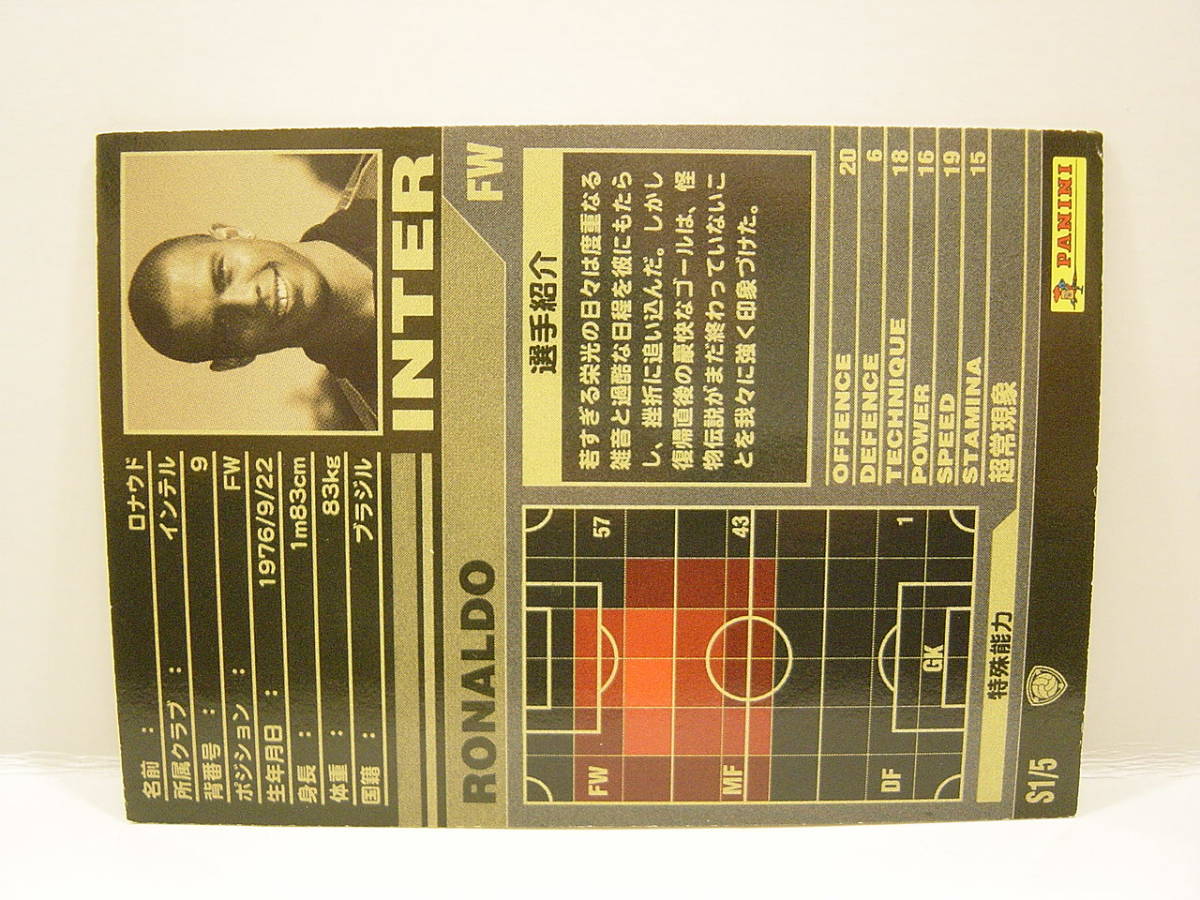 名前 : ロナウド
所属クラブ : インテル
背番号 : 9
ポジション : FW
生年月日 : 1976/9/22
身長 : 1m83cm
体重 : 83kg
国籍 : ブラジル
INTER
RONALDO FW
選手紹介
若すぎる栄光の日々は度重なる
雑音と過酷な日程を彼にもたら
し、挫折に追い込んだ。しかし
復帰直後の豪快なゴールは、怪
物伝説がまだ終わっていないこ
とを我々に強く印象づけた。
FW 57
MF 43
DF 1
GK
OFFENCE 20
DEFENCE 6
TECHNIQUE 18
POWER 16
SPEED 19
STAMINA 15
特殊能力 超常現象
S1/5
PANINI